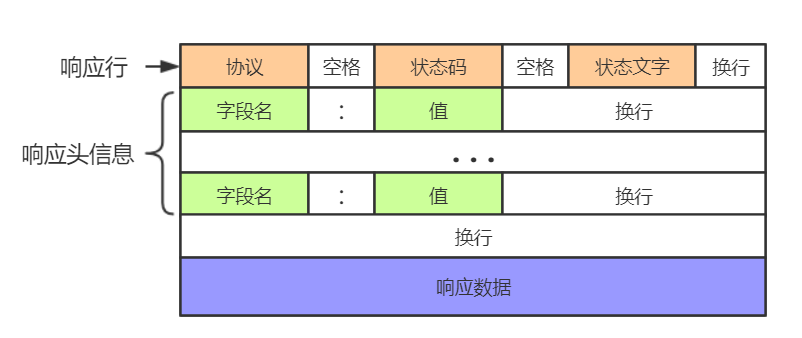 响应行 协议 空格 状态码 空格 状态文字 换行
字段名 : 值 换行
响应头信息 ...
字段名 : 值 换行
换行
响应数据